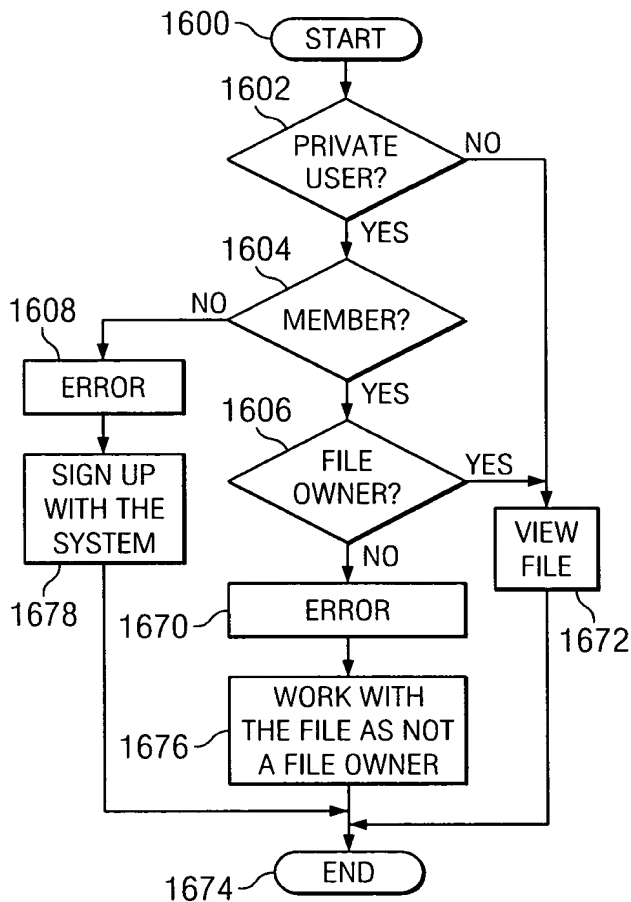 1600
START
1602
PRIVATE
USER?
NO
YES
1604
MEMBER?
NO
1608
ERROR
YES
1606
FILE
OWNER?
YES
SIGN UP
WITH THE
SYSTEM
1678
NO
VIEW
FILE
1672
1670
ERROR
1676
WORK WITH
THE FILE AS NOT
A FILE OWNER
END
1674